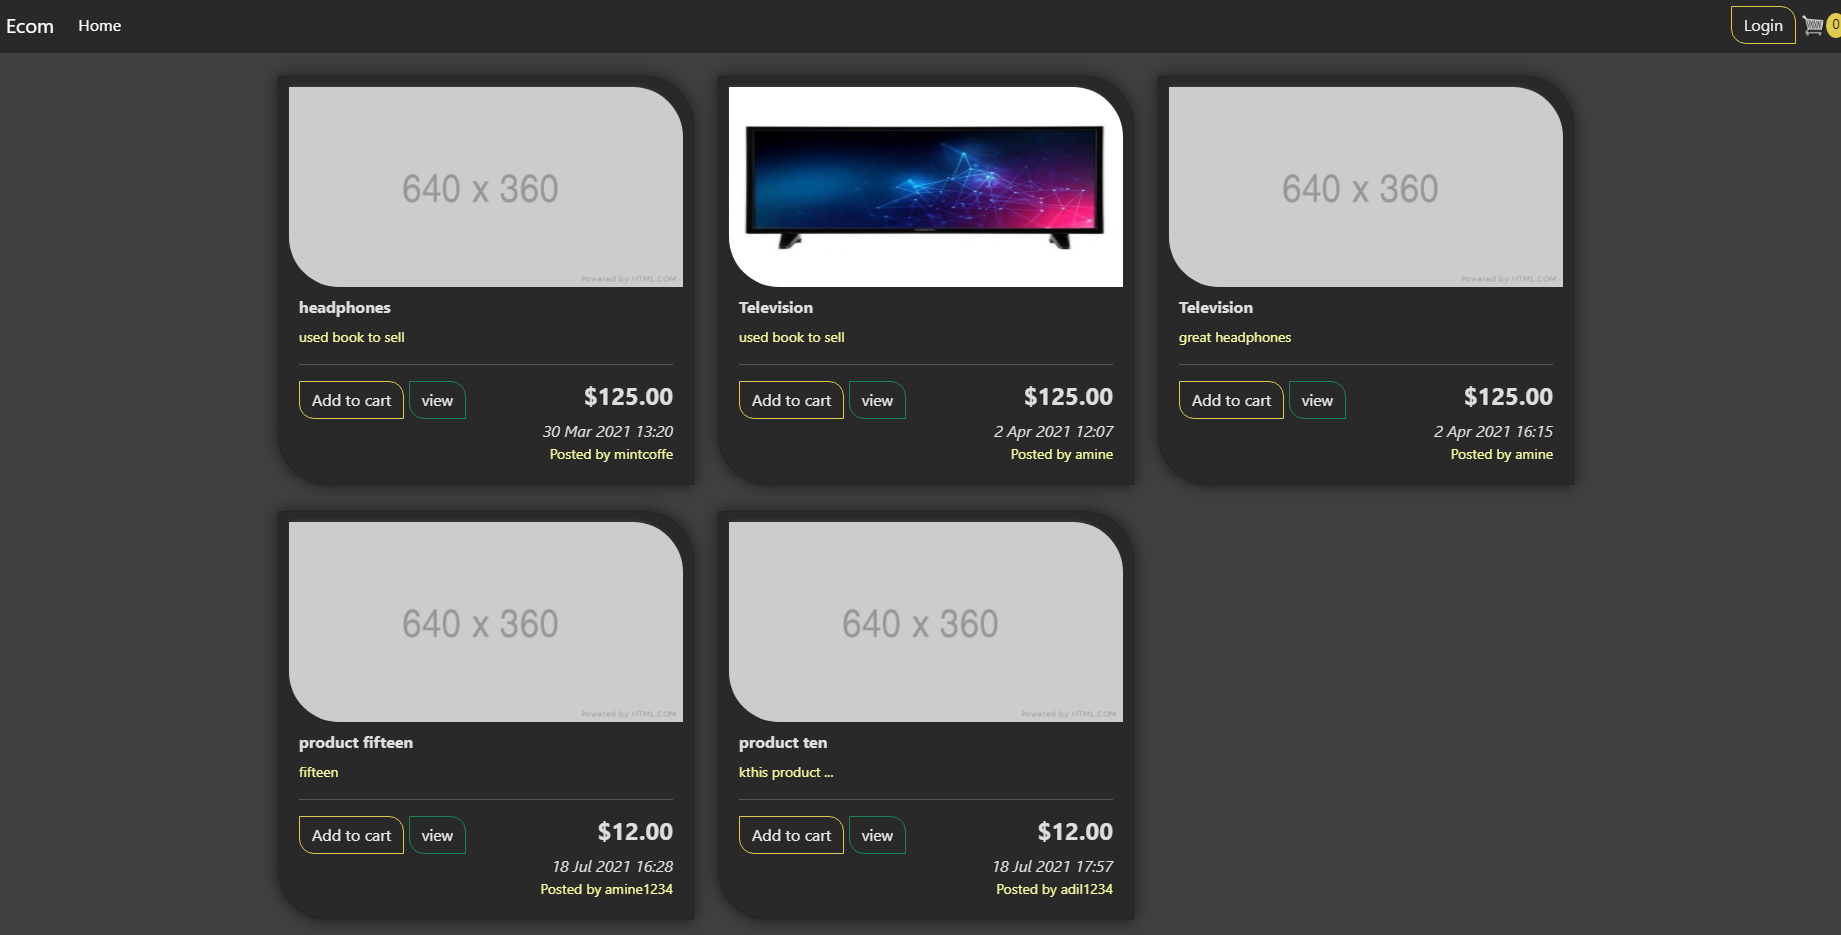 Ecom Home Login 0
640 x 360
Powered by HTML.COM
headphones
used book to sell
Add to cart view $125.00
30 Mar 2021 13:20
Posted by mintcoffe
Television
used book to sell
Add to cart view $125.00
2 Apr 2021 12:07
Posted by amine
640 x 360
Powered by HTML.COM
Television
great headphones
Add to cart view $125.00
2 Apr 2021 16:15
Posted by amine
640 x 360
Powered by HTML.COM
product fifteen
fifteen
Add to cart view $12.00
18 Jul 2021 16:28
Posted by amine1234
640 x 360
Powered by HTML.COM
product ten
kthis product ...
Add to cart view $12.00
18 Jul 2021 17:57
Posted by adil1234